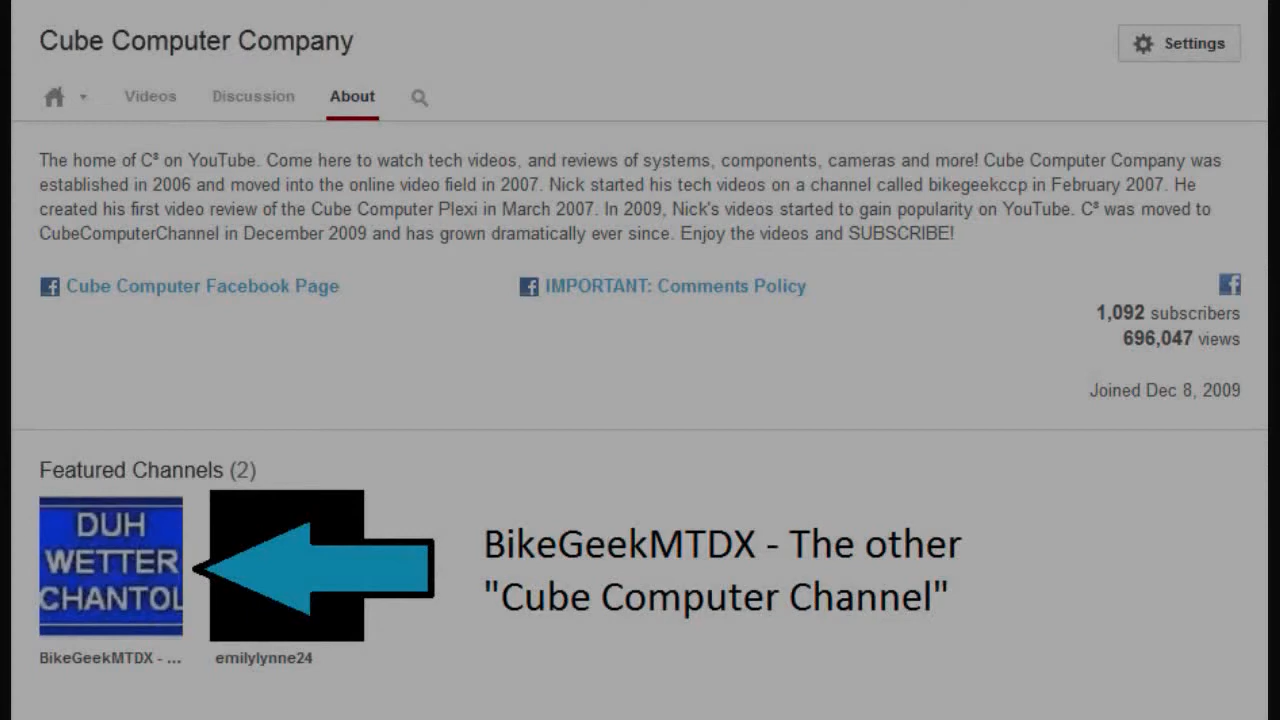 Cube Computer Company
Settings
Videos Discussion About
The home of C³ on YouTube. Come here to watch tech videos, and reviews of systems, components, cameras and more! Cube Computer Company was
established in 2006 and moved into the online video field in 2007. Nick started his tech videos on a channel called bikegeekccp in February 2007. He
created his first video review of the Cube Computer Plexi in March 2007. In 2009, Nick's videos started to gain popularity on YouTube. C³ was moved to
CubeComputerChannel in December 2009 and has grown dramatically ever since. Enjoy the videos and SUBSCRIBE!
Cube Computer Facebook Page
IMPORTANT: Comments Policy
1,092 subscribers
696,047 views
Joined Dec 8, 2009
Featured Channels (2)
DUH
WETTER
CHANTOL
BikeGeekMTDX - ...
emilylynne24
BikeGeekMTDX - The other
"Cube Computer Channel"